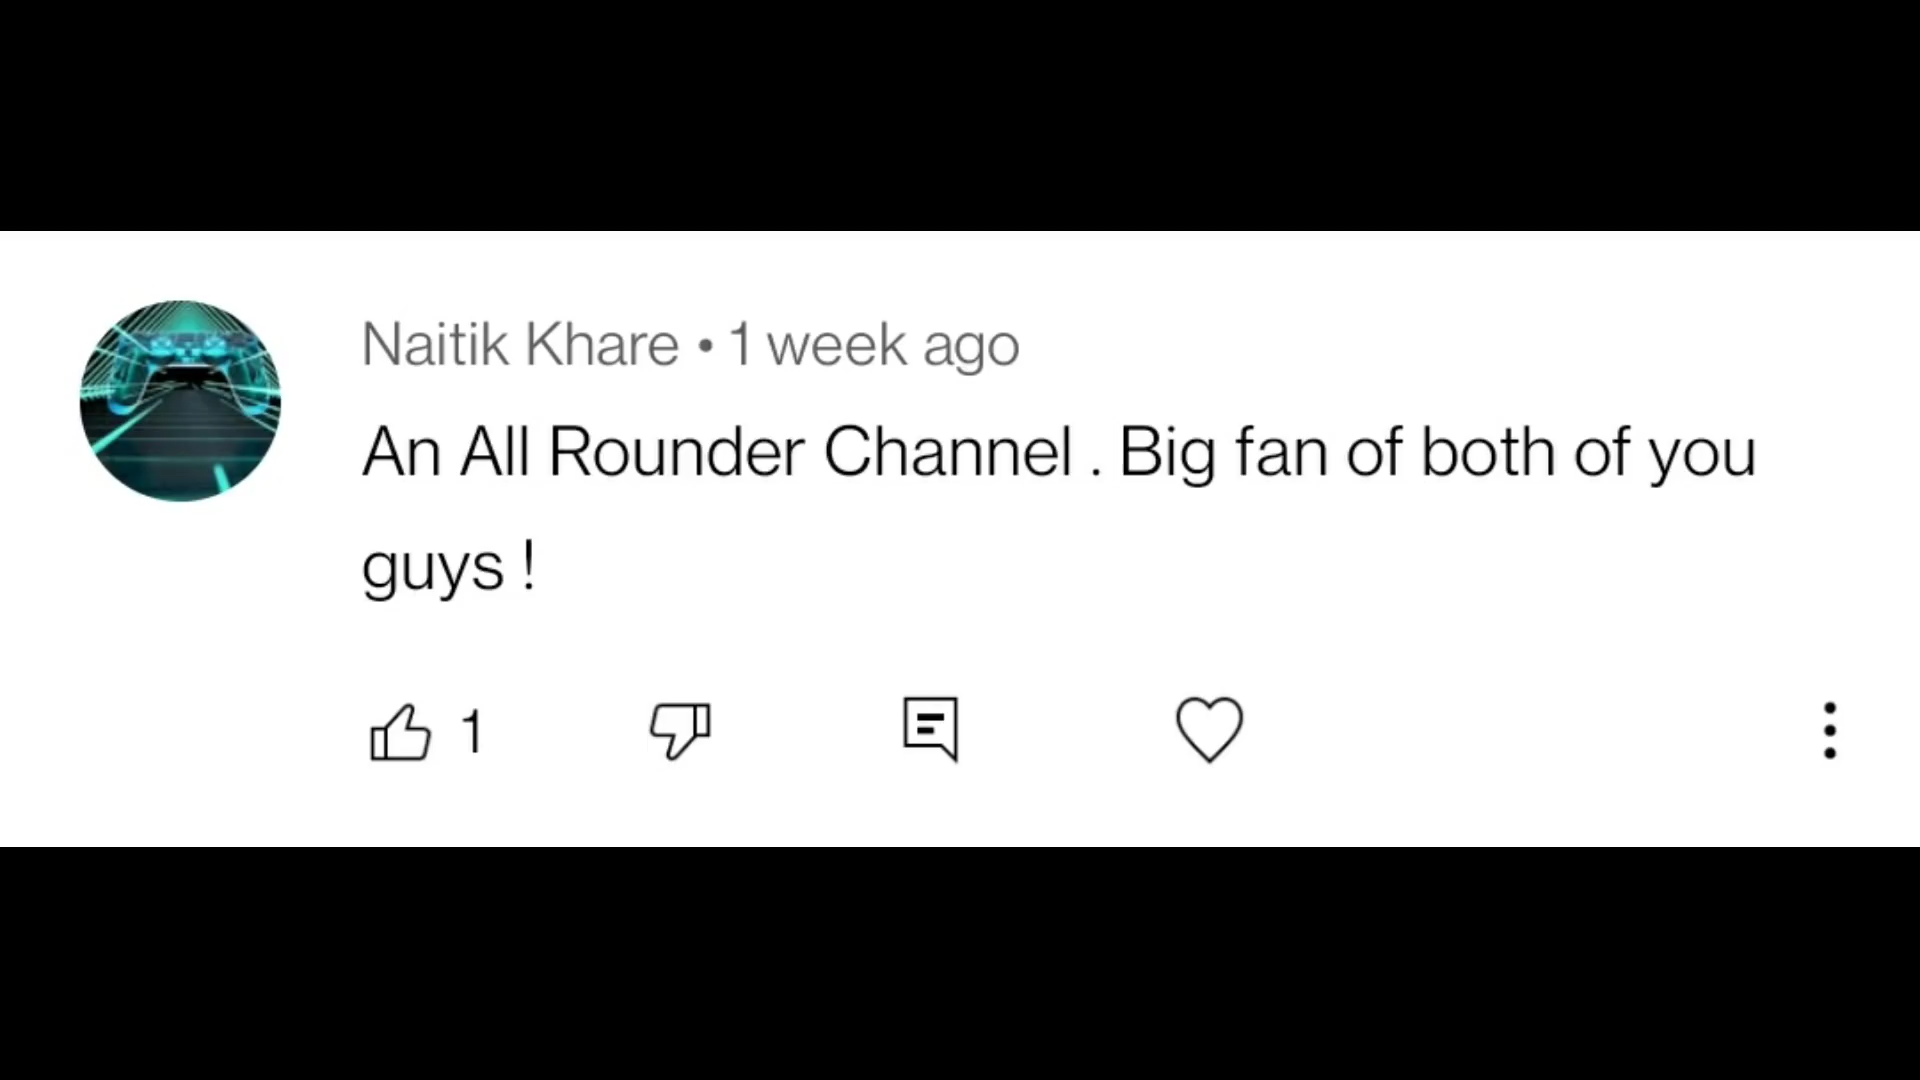 Naitik Khare • 1 week ago
An All Rounder Channel . Big fan of both of you
guys !
1